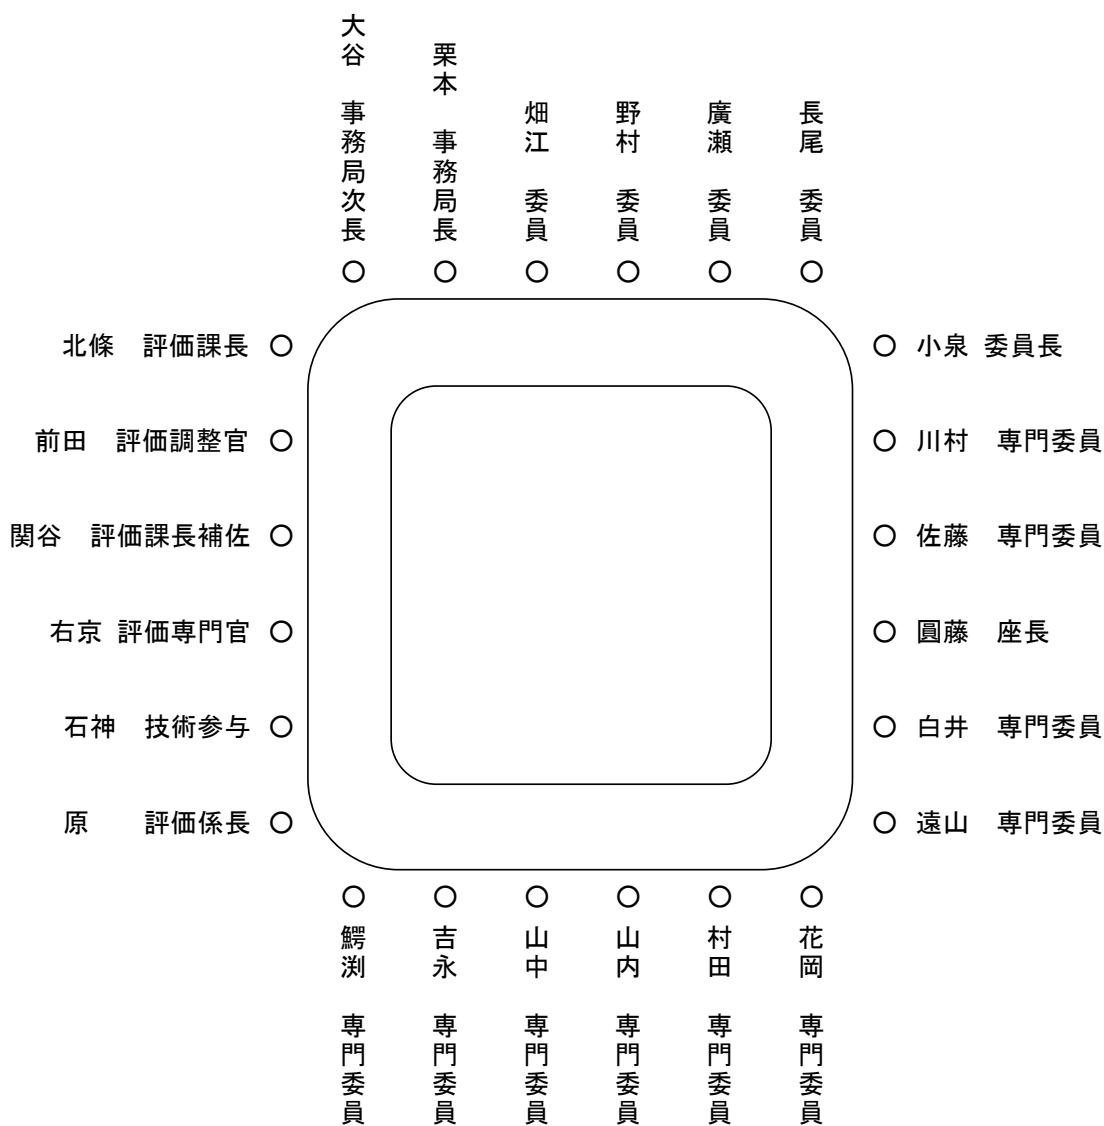 大谷　事務局次長
栗本　事務局長
畑江　委員
野村　委員
廣瀬　委員
長尾　委員
北條　評価課長
前田　評価調整官
関谷　評価課長補佐
右京 評価専門官
石神　技術参与
原　　評価係長
小泉 委員長
川村　専門委員
佐藤　専門委員
圓藤　座長
白井　専門委員
遠山　専門委員
鰐渕　専門委員
吉永　専門委員
山中　専門委員
山内　専門委員
村田　専門委員
花岡　専門委員